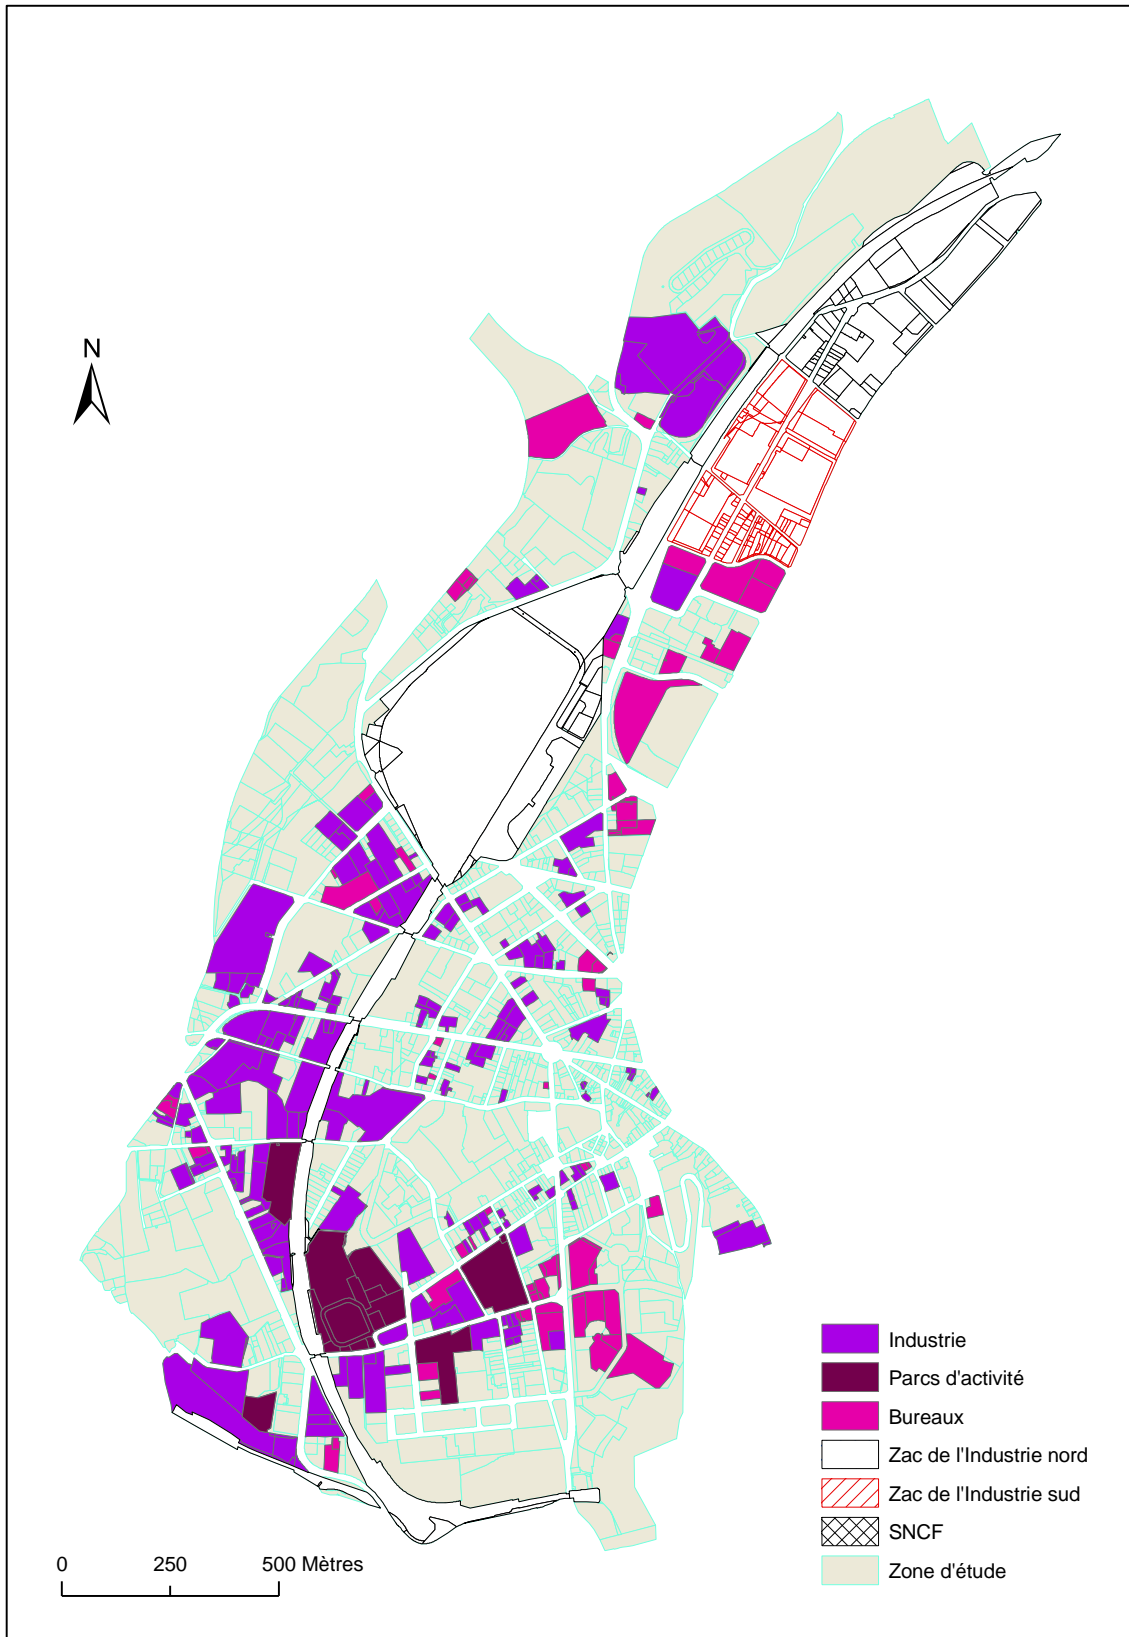 N
Industrie
Parcs d'activité
Bureaux
Zac de l'Industrie nord
Zac de l'Industrie sud
SNCF
Zone d'étude
0 250 500 Mètres